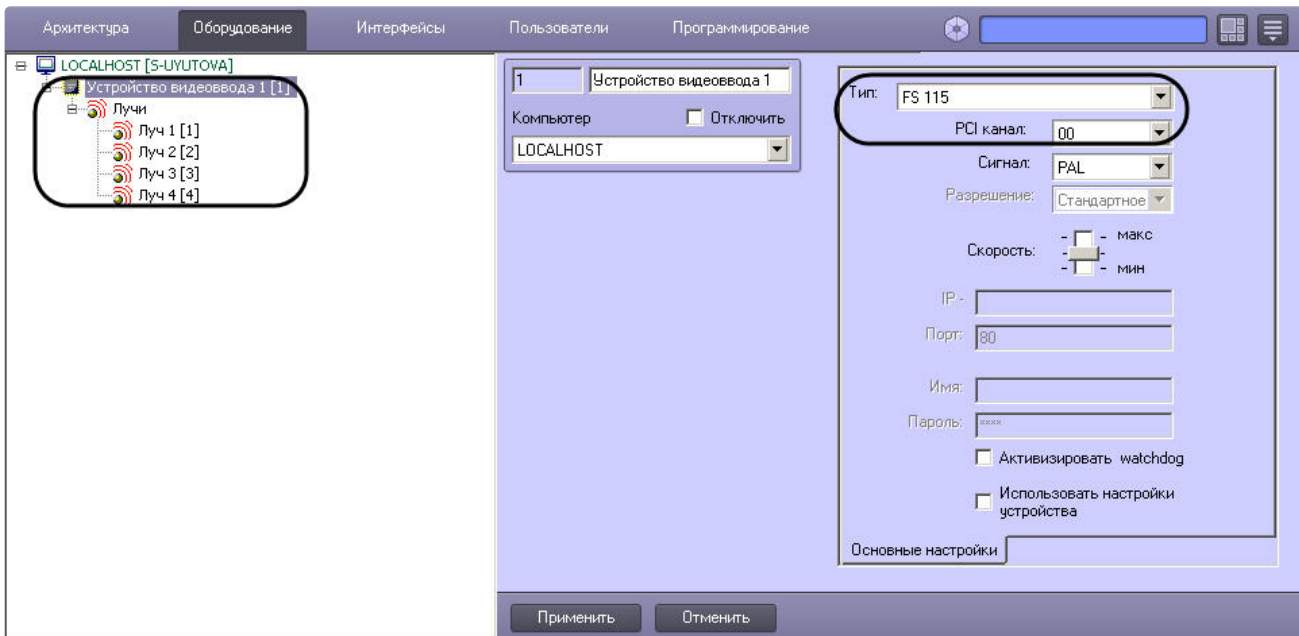 Архитектура Оборудование Интерфейсы Пользователи Программирование
LOCALHOST [S-UYUTOVA]
Устройство видеоввода 1 [1]
Лучи
Луч 1 [1]
Луч 2 [2]
Луч 3 [3]
Луч 4 [4]
1 Устройство видеоввода 1
Компьютер Отключить
LOCALHOST
Тип: FS 115
PCI канал: 00
Сигнал: PAL
Разрешение: Стандартное
Скорость: - - макс
- -
- - мин
IP -
Порт: 80
Имя:
Пароль: ××××
Активизировать watchdog
Использовать настройки
устройства
Основные настройки
Применить Отменить